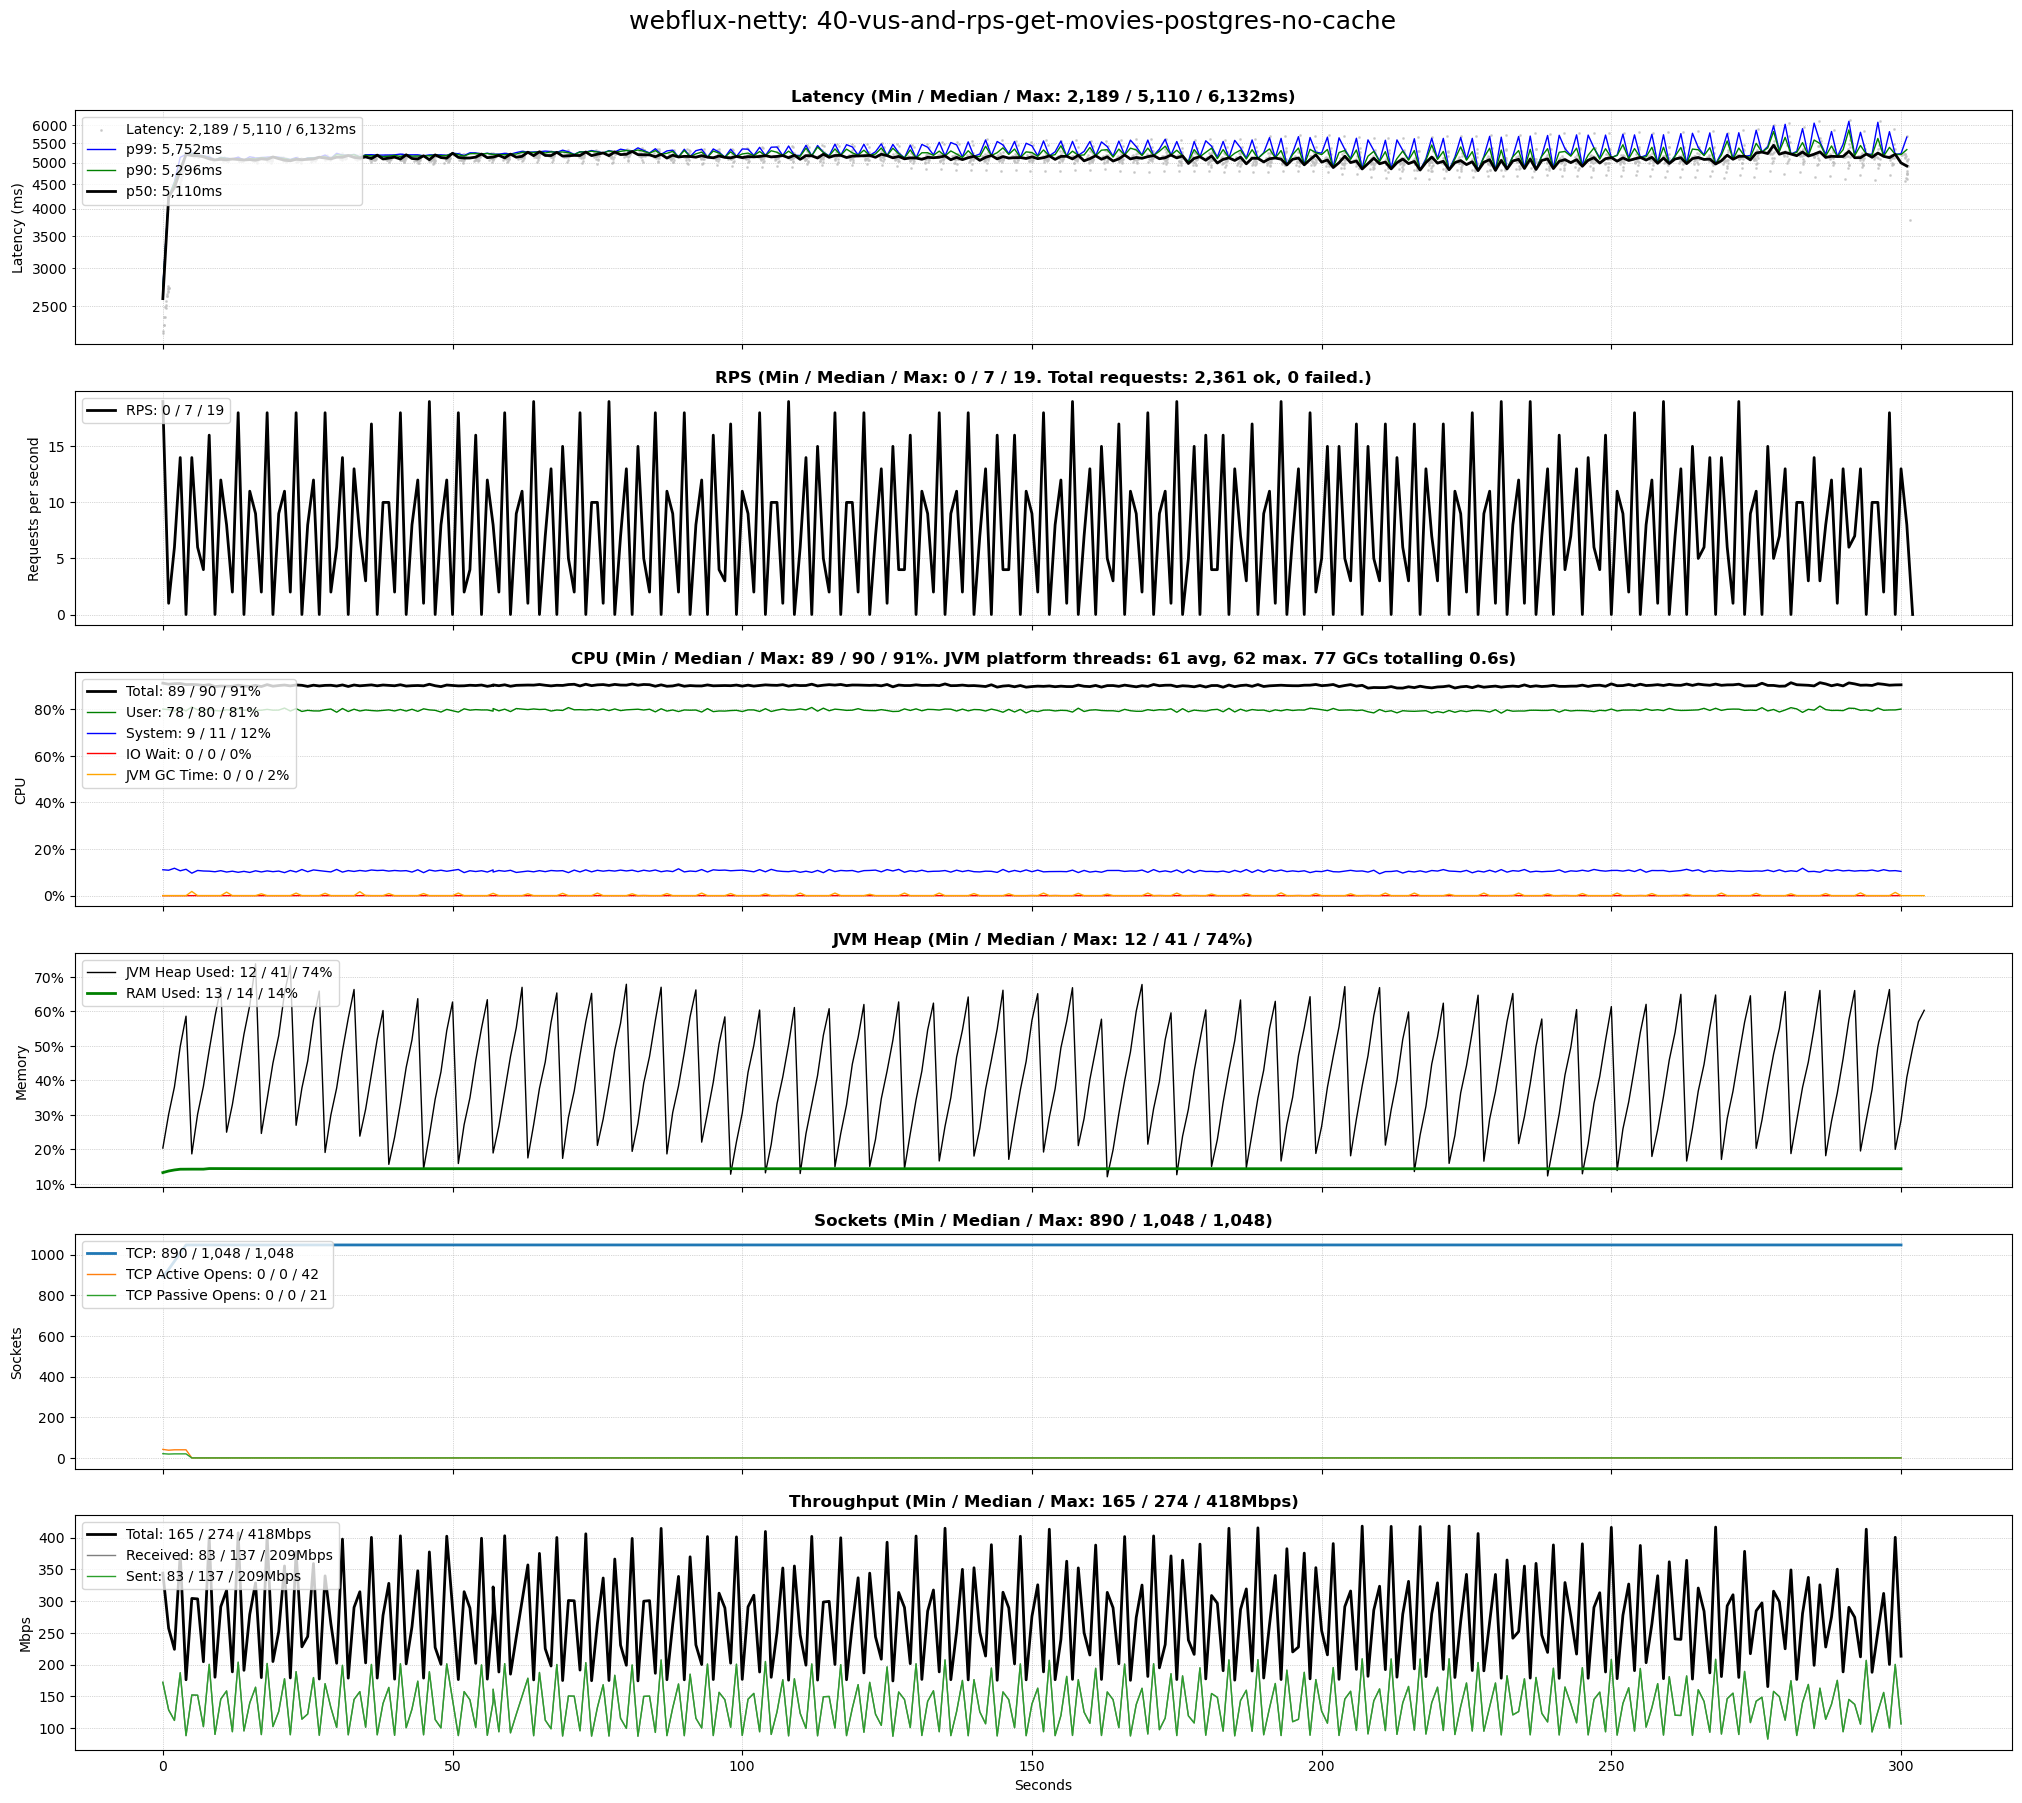 webflux-netty: 40-vus-and-rps-get-movies-postgres-no-cache
Latency (Min / Median / Max: 2,189 / 5,110 / 6,132ms)
Latency: 2,189 / 5,110 / 6,132ms
p99: 5,752ms
p90: 5,296ms
p50: 5,110ms
6000
5500
5000
4500
4000
3500
3000
2500
Latency (ms)
RPS (Min / Median / Max: 0 / 7 / 19. Total requests: 2,361 ok, 0 failed.)
RPS: 0 / 7 / 19
15
10
5
0
Requests per second
CPU (Min / Median / Max: 89 / 90 / 91%. JVM platform threads: 61 avg, 62 max. 77 GCs totalling 0.6s)
Total: 89 / 90 / 91%
User: 78 / 80 / 81%
System: 9 / 11 / 12%
IO Wait: 0 / 0 / 0%
JVM GC Time: 0 / 0 / 2%
80%
60%
40%
20%
0%
CPU
JVM Heap (Min / Median / Max: 12 / 41 / 74%)
JVM Heap Used: 12 / 41 / 74%
RAM Used: 13 / 14 / 14%
70%
60%
50%
40%
30%
20%
10%
Memory
Sockets (Min / Median / Max: 890 / 1,048 / 1,048)
TCP: 890 / 1,048 / 1,048
TCP Active Opens: 0 / 0 / 42
TCP Passive Opens: 0 / 0 / 21
1000
800
600
400
200
0
Sockets
Throughput (Min / Median / Max: 165 / 274 / 418Mbps)
Total: 165 / 274 / 418Mbps
Received: 83 / 137 / 209Mbps
Sent: 83 / 137 / 209Mbps
400
350
300
250
200
150
100
Mbps
0 50 100 150 200 250 300
Seconds